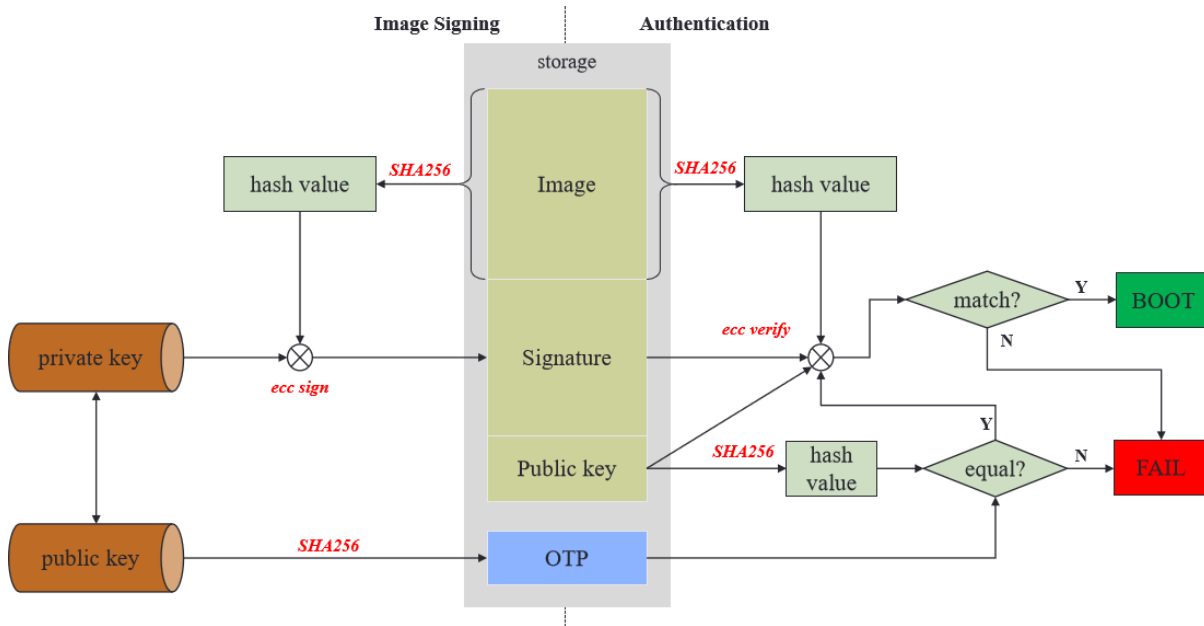 Image Signing
Authentication
storage
SHA256
SHA256
hash value
Image
hash value
match?
Y
BOOT
N
private key
ecc sign
Signature
ecc verify
Y
Public key
SHA256
hash
value
equal?
N
FAIL
public key
SHA256
OTP